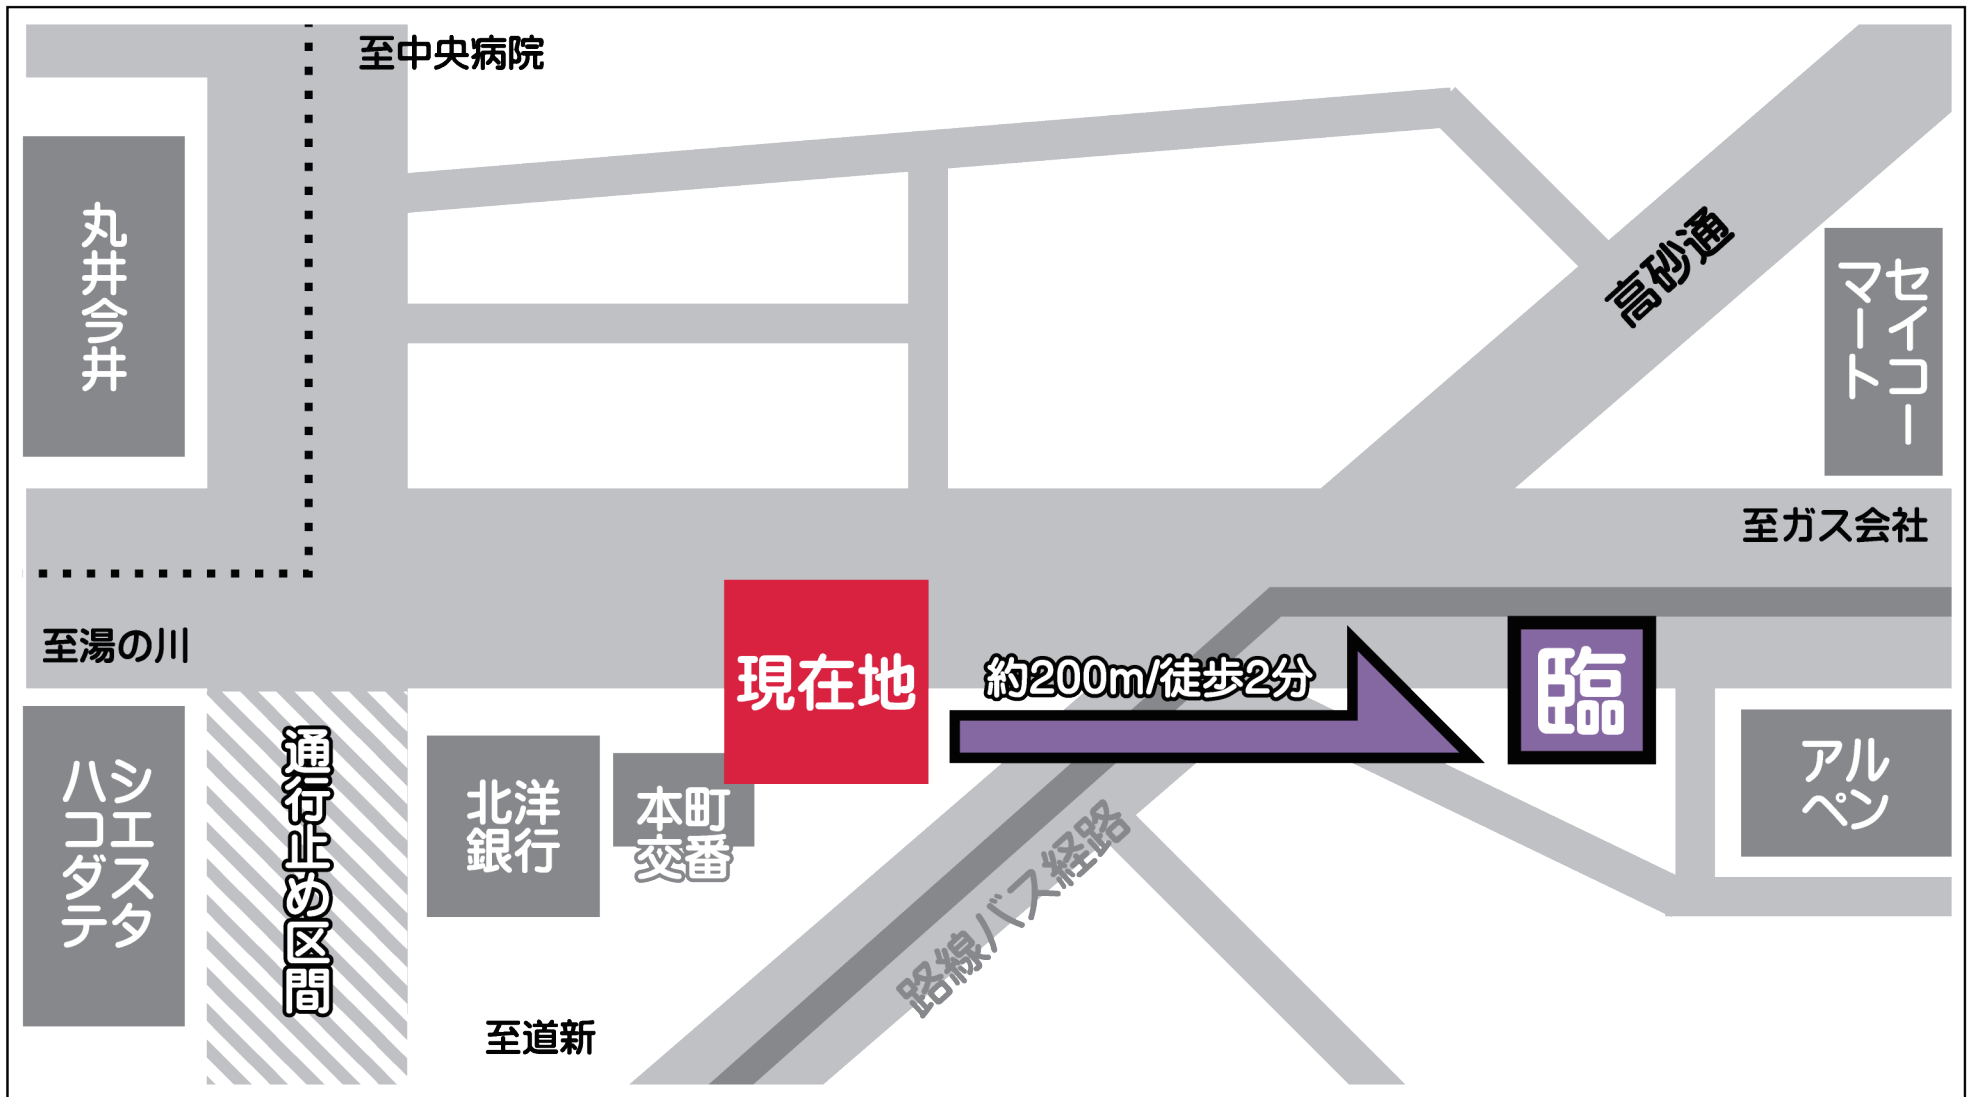 至中央病院
丸井今井
高砂通
セイコー
マート
至ガス会社
至湯の川
現在地
約200m/徒歩2分
臨
シエスタ
ハコダテ
通行止め区間
北洋
銀行
本町
交番
路線バス経路
アル
ペン
至道新